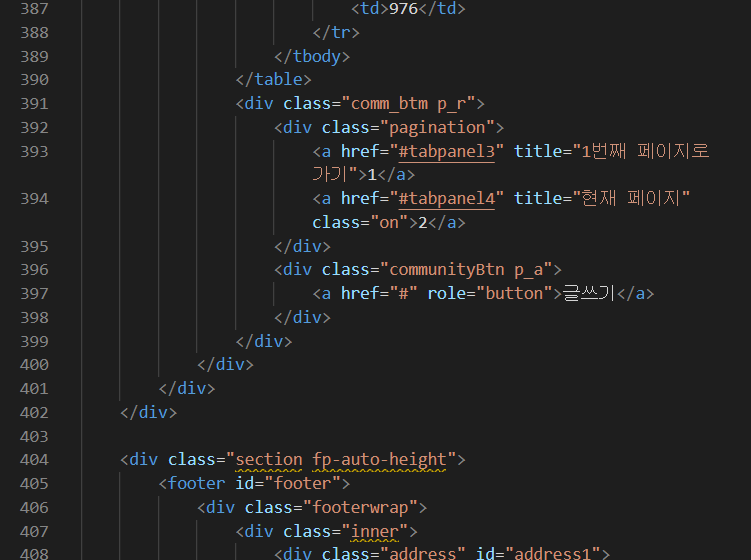 387 <td>976</td>
388 </tr>
389 </tbody>
390 </table>
391 <div class="comm_btm p_r">
392 <div class="pagination">
393 <a href="#tabpanel3" title="1번째 페이지로
가기">1</a>
394 <a href="#tabpanel4" title="현재 페이지"
class="on">2</a>
395 </div>
396 <div class="communityBtn p_a">
397 <a href="#" role="button">글쓰기</a>
398 </div>
399 </div>
400 </div>
401 </div>
402 </div>
403
404 <div class="section fp-auto-height">
405 <footer id="footer">
406 <div class="footerwrap">
407 <div class="inner">
408 <div class="address" id="address1">